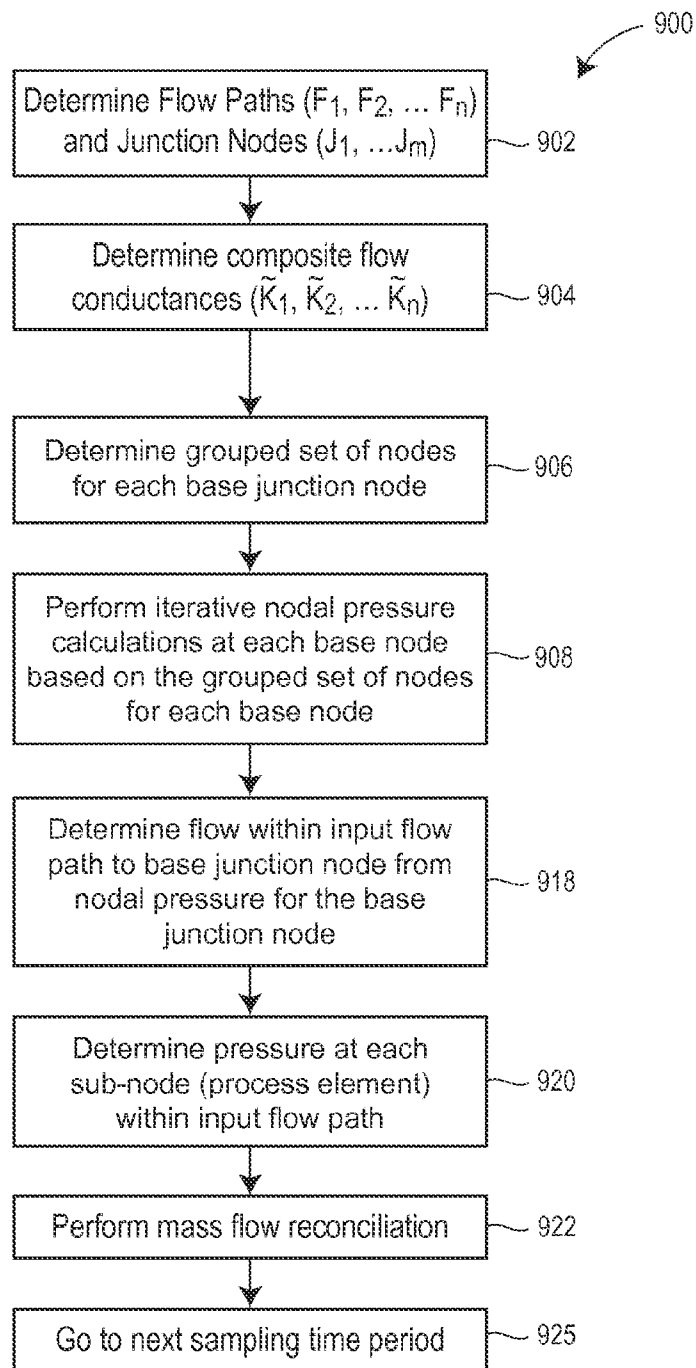 900
Determine Flow Paths (F₁, F₂, ... Fₙ)
and Junction Nodes (J₁, ...Jₘ)
902
Determine composite flow
conductances (K̃₁, K̃₂, ... K̃ₙ)
904
Determine grouped set of nodes
for each base junction node
906
Perform iterative nodal pressure
calculations at each base node
based on the grouped set of nodes
for each base node
908
Determine flow within input flow
path to base junction node from
nodal pressure for the base
junction node
918
Determine pressure at each
sub-node (process element)
within input flow path
920
Perform mass flow reconciliation
922
Go to next sampling time period
925